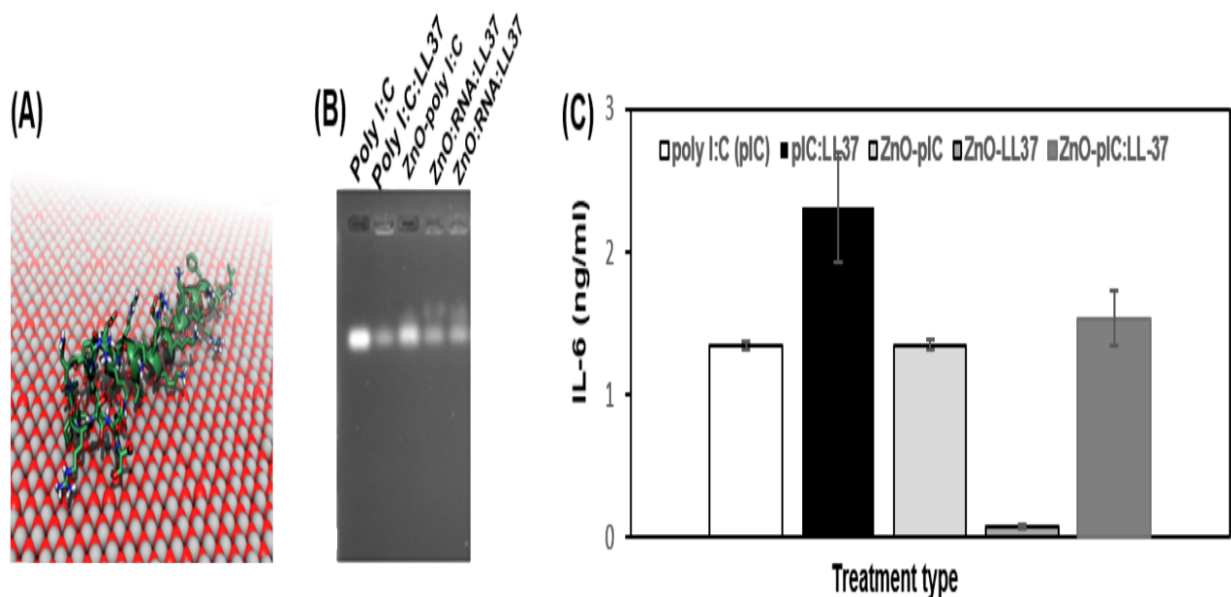 (A)
(B)
Poly I:C
Poly I:C:LL37
ZnO-poly I:C
ZnO:RNA:LL37
ZnO:RNA:LL37
(C)
3
2
1
0
IL-6 (ng/ml)
poly I:C (pIC) pIC:LL37 ZnO-pIC ZnO-LL37 ZnO-pIC:LL-37
Treatment type